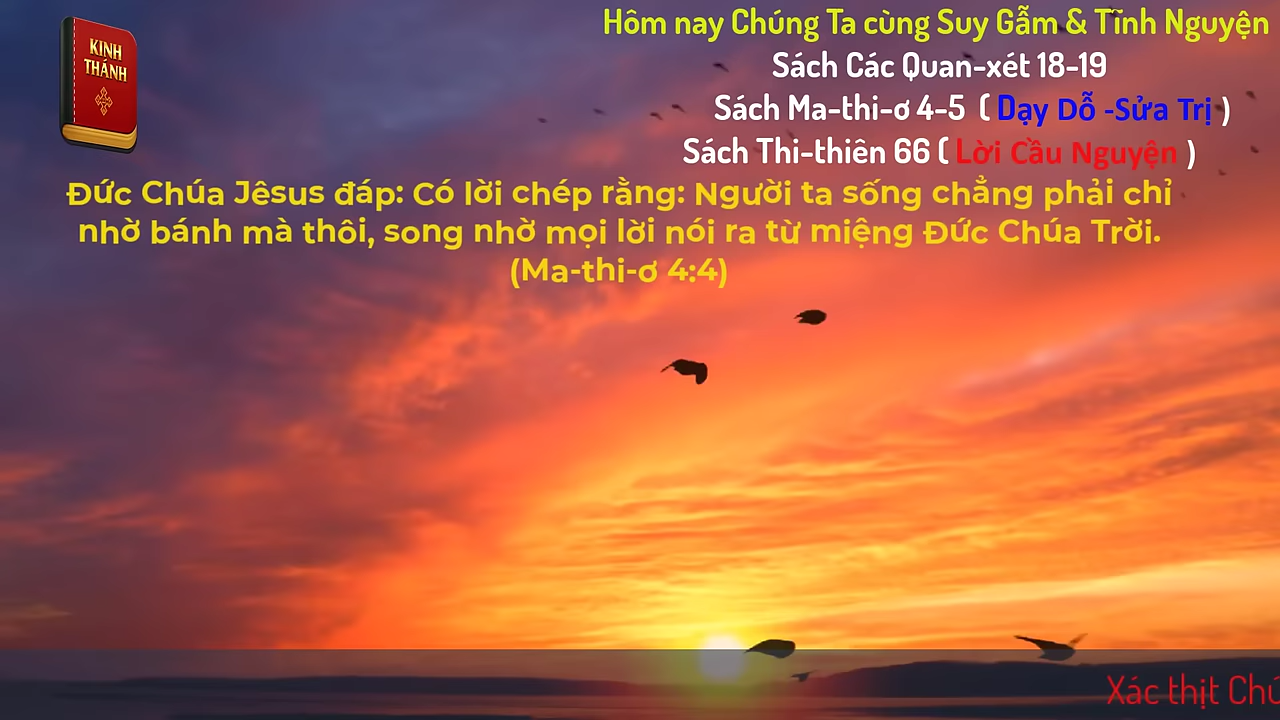 KINH
THÁNH
Hôm nay Chúng Ta cùng Suy Gẫm & Tĩnh Nguyện
Sách Các Quan-xét 18-19
Sách Ma-thi-ơ 4-5 ( Dạy Dỗ -Sửa Trị )
Sách Thi-thiên 66 ( Lời Cầu Nguyện )
Đức Chúa Jêsus đáp: Có lời chép rằng: Người ta sống chẳng phải chỉ
nhờ bánh mà thôi, song nhờ mọi lời nói ra từ miệng Đức Chúa Trời.
(Ma-thi-ơ 4:4)
Xác thịt Chú